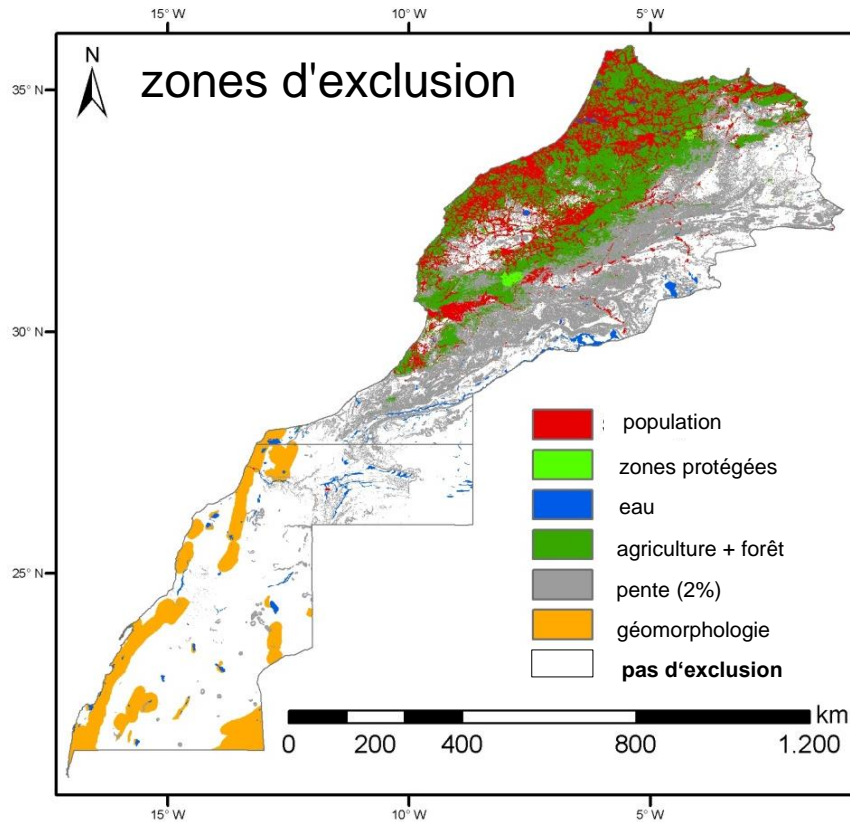 15° W 10° W 5° W
N
zones d'exclusion
35° N
30° N
25° N
population
zones protégées
eau
agriculture + forêt
pente (2%)
géomorphologie
pas d‘exclusion
km
0 200 400 800 1.200
15° W 10° W 5° W